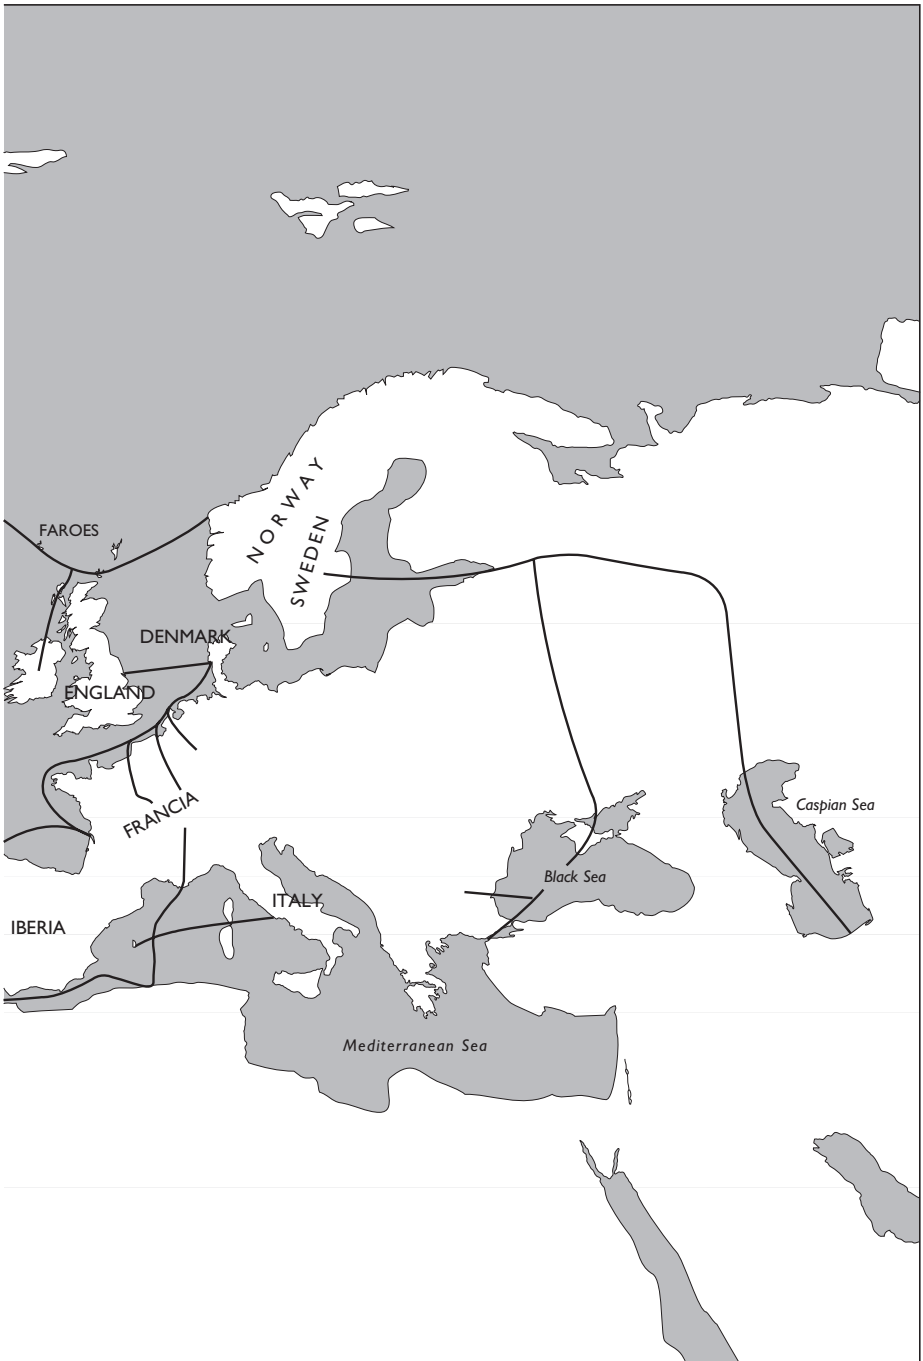 NORWAY
SWEDEN
FAROES
DENMARK
ENGLAND
FRANCIA
Caspian Sea
Black Sea
ITALY
IBERIA
Mediterranean Sea